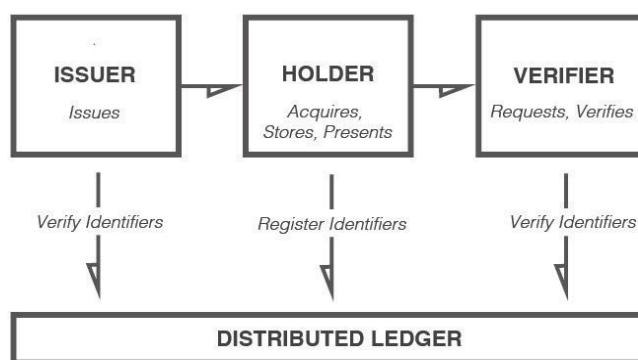 ISSUER
Issues
HOLDER
Acquires,
Stores, Presents
VERIFIER
Requests, Verifies
Verify Identifiers
Register Identifiers
Verify Identifiers
DISTRIBUTED LEDGER